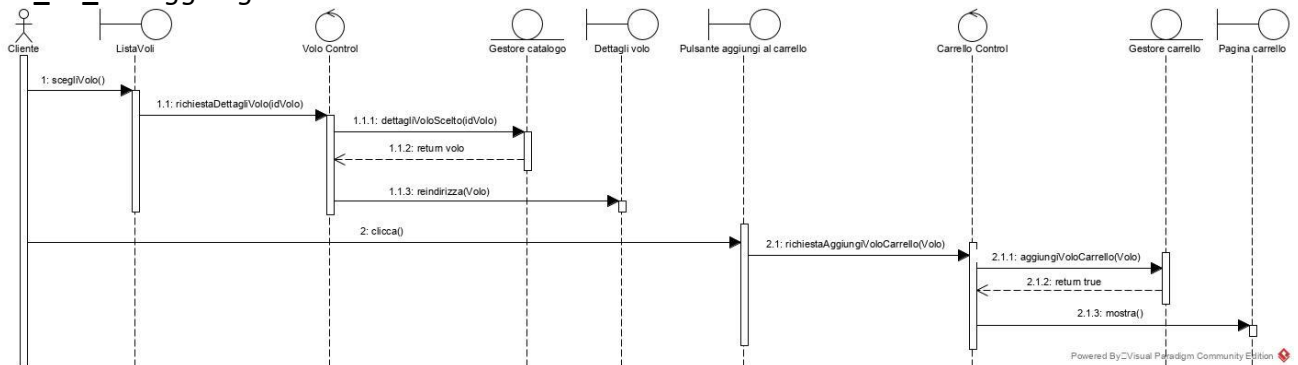 Cliente
ListaVoli
Volo Control
Gestore catalogo
Dettagli volo
Pulsante aggiungi al carrello
Carrello Control
Gestore carrello
Pagina carrello
1: scegliVolo()
1.1: richiestaDettagliVolo(idVolo)
1.1.1: dettagliVoloScelto(idVolo)
1.1.2: return volo
1.1.3: reindirizza(Volo)
2: clicca()
2.1: richiestaAggiungiVoloCarrello(Volo)
2.1.1: aggiungiVoloCarrello(Volo)
2.1.2: return true
2.1.3: mostra()
Powered By Visual Paradigm Community Edition